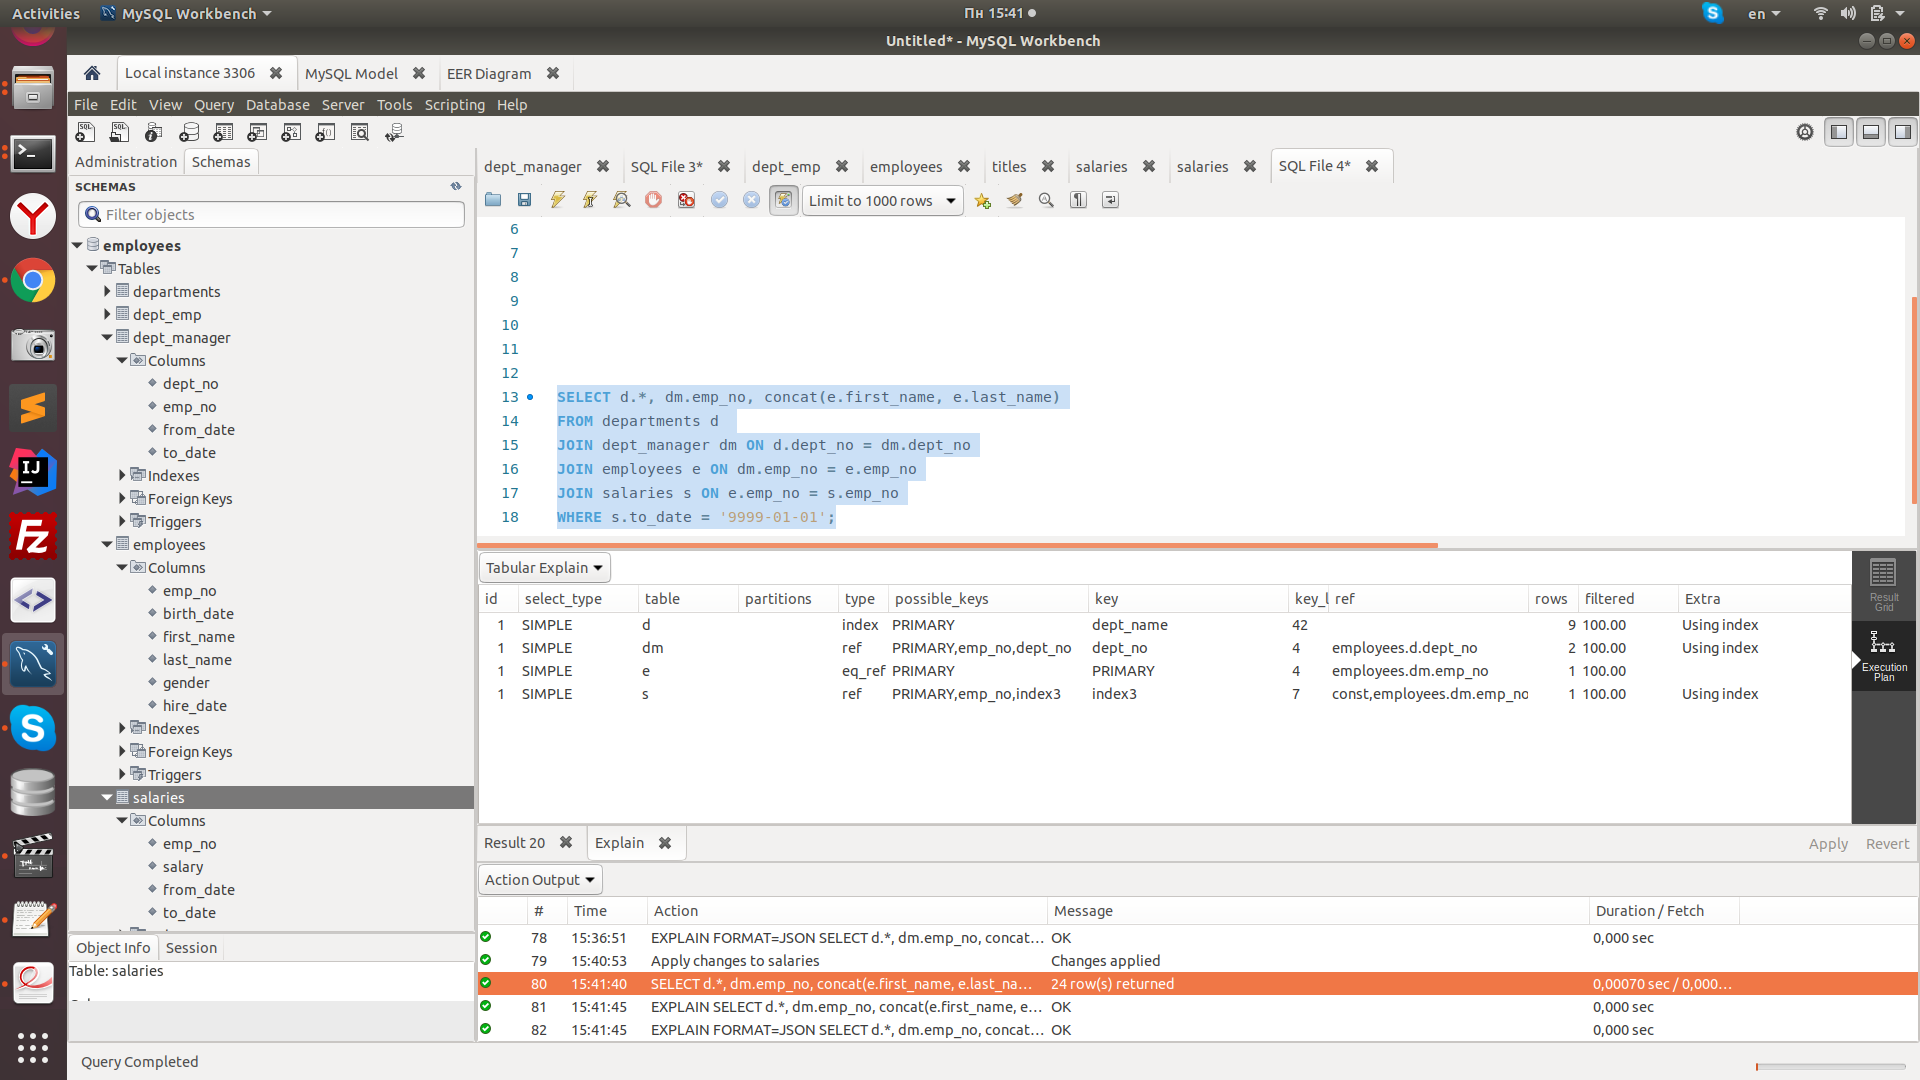 Activities
MySQL Workbench
Пн 15:41
en
Untitled* - MySQL Workbench
Local instance 3306
MySQL Model
EER Diagram
File Edit View Query Database Server Tools Scripting Help
Administration
Schemas
SCHEMAS
Filter objects
employees
Tables
departments
dept_emp
dept_manager
Columns
dept_no
emp_no
from_date
to_date
Indexes
Foreign Keys
Triggers
employees
Columns
emp_no
birth_date
first_name
last_name
gender
hire_date
Indexes
Foreign Keys
Triggers
salaries
Columns
emp_no
salary
from_date
to_date
Object Info
Session
Table: salaries
dept_manager
SQL File 3*
dept_emp
employees
titles
salaries
salaries
SQL File 4*
Limit to 1000 rows
6
7
8
9
10
11
12
13 SELECT d.*, dm.emp_no, concat(e.first_name, e.last_name)
14 FROM departments d
15 JOIN dept_manager dm ON d.dept_no = dm.dept_no
16 JOIN employees e ON dm.emp_no = e.emp_no
17 JOIN salaries s ON e.emp_no = s.emp_no
18 WHERE s.to_date = '9999-01-01';
Tabular Explain
id select_type table partitions type possible_keys key key_l ref rows filtered Extra
1 SIMPLE d index PRIMARY dept_name 42 9 100.00 Using index
1 SIMPLE dm ref PRIMARY,emp_no,dept_no dept_no 4 employees.d.dept_no 2 100.00 Using index
1 SIMPLE e eq_ref PRIMARY PRIMARY 4 employees.dm.emp_no 1 100.00
1 SIMPLE s ref PRIMARY,emp_no,index3 index3 7 const,employees.dm.emp_no 1 100.00 Using index
Result
Grid
Execution
Plan
Result 20
Explain
Apply
Revert
Action Output
# Time Action Message Duration / Fetch
78 15:36:51 EXPLAIN FORMAT=JSON SELECT d.*, dm.emp_no, concat... OK 0,000 sec
79 15:40:53 Apply changes to salaries Changes applied
80 15:41:40 SELECT d.*, dm.emp_no, concat(e.first_name, e.last_na... 24 row(s) returned 0,00070 sec / 0,000...
81 15:41:45 EXPLAIN SELECT d.*, dm.emp_no, concat(e.first_name, e... OK 0,000 sec
82 15:41:45 EXPLAIN FORMAT=JSON SELECT d.*, dm.emp_no, concat... OK 0,000 sec
Query Completed